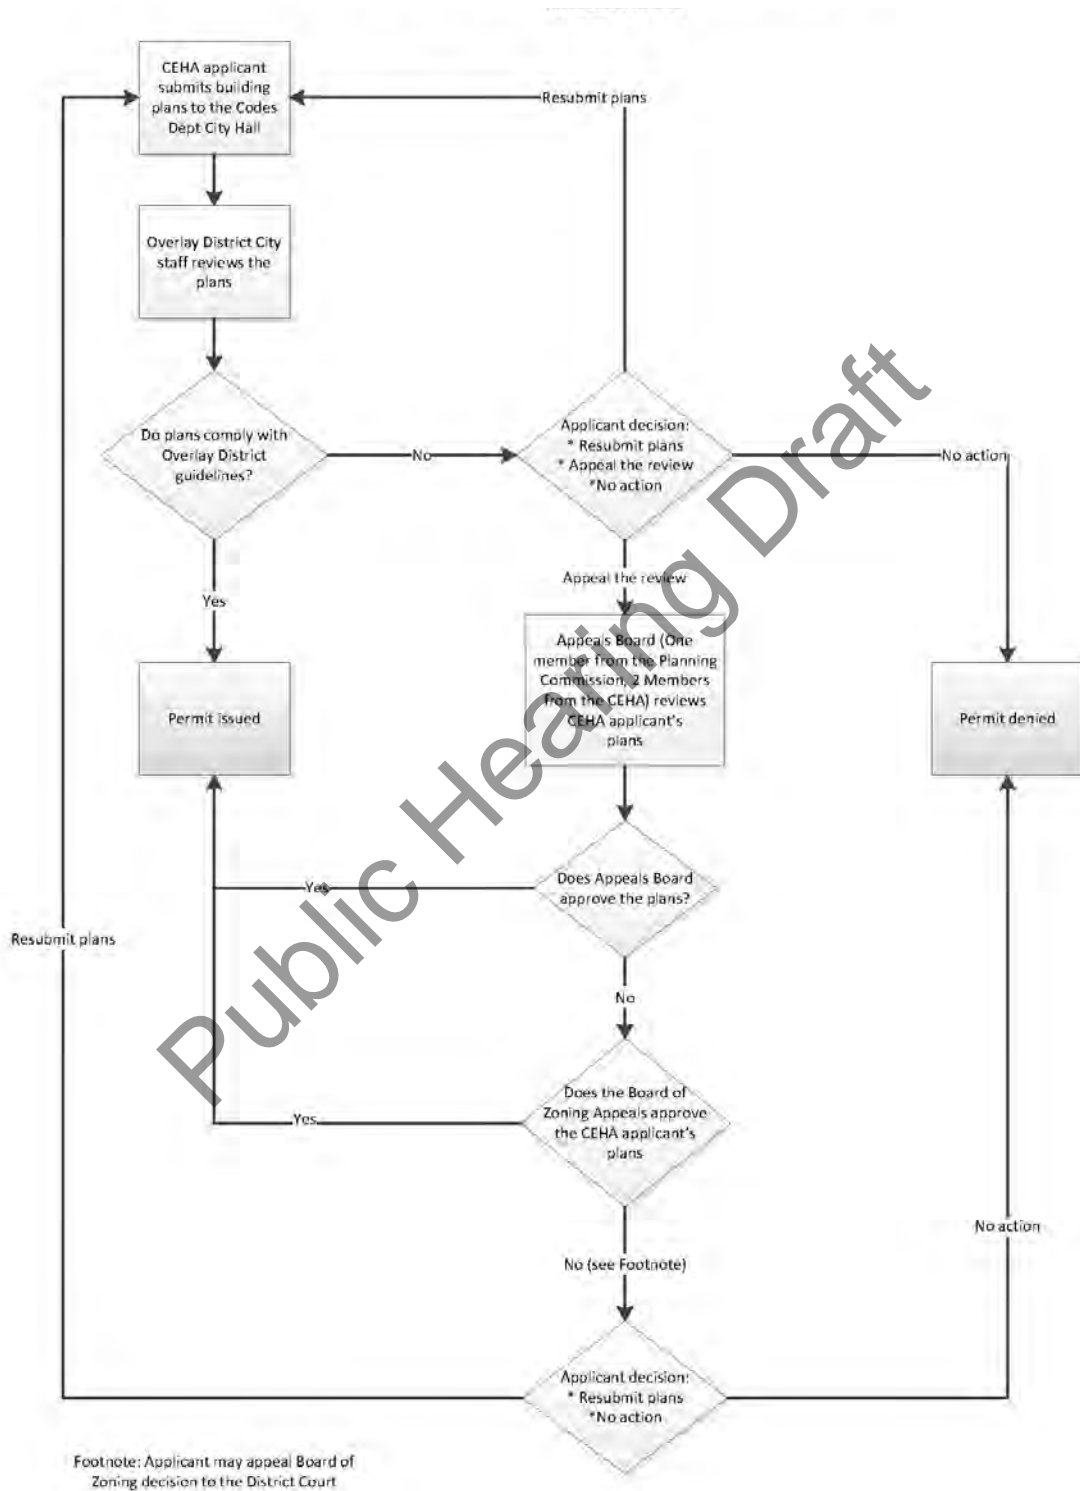 CEHA applicant
submits building
plans to the Codes
Dept City Hall
Resubmit plans
Overlay District City
staff reviews the
plans
Do plans comply with
Overlay District
guidelines?
No
Applicant decision:
* Resubmit plans
* Appeal the review
*No action
No action
Yes
Appeal the review
Permit issued
Appeals Board (One
member from the Planning
Commission, 2 Members
from the CEHA) reviews
CEHA applicant's
plans
Permit denied
Does Appeals Board
approve the plans?
Yes
Resubmit plans
No
Does the Board of
Zoning Appeals approve
the CEHA applicant's
plans
Yes
No action
No (see Footnote)
Applicant decision:
* Resubmit plans
*No action
Footnote: Applicant may appeal Board of
Zoning decision to the District Court
Public Hearing Draft